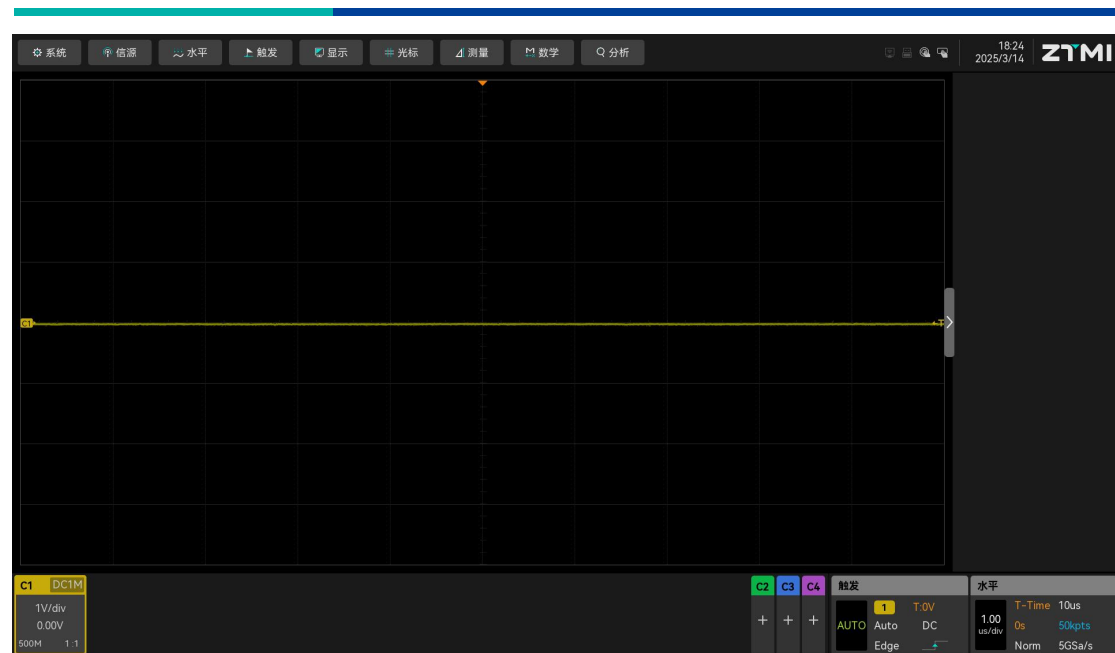 系统 信源 水平 触发 显示 光标 测量 数学 分析 18:24 2025/3/14 ZTMI
C1 T
C1 DC1M
1V/div
0.00V
500M 1:1
C2 C3 C4
+ + +
触发
1 T:0V
AUTO Auto DC
Edge
水平
T-Time 10us
1.00 us/div 0s 50kpts
Norm 5GSa/s